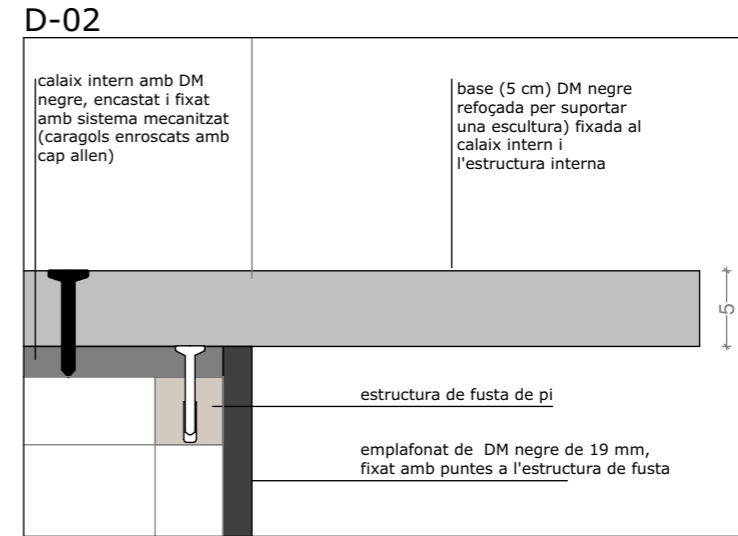 D-02
calaix intern amb DM
negre, encastat i fixat
amb sistema mecanitzat
(caragols enroscats amb
cap allen)
base (5 cm) DM negre
refoçada per suportar
una escultura) fixada al
calaix intern i
l'estructura interna
5
estructura de fusta de pi
emplafonat de  DM negre de 19 mm,
fixat amb puntes a l'estructura de fusta